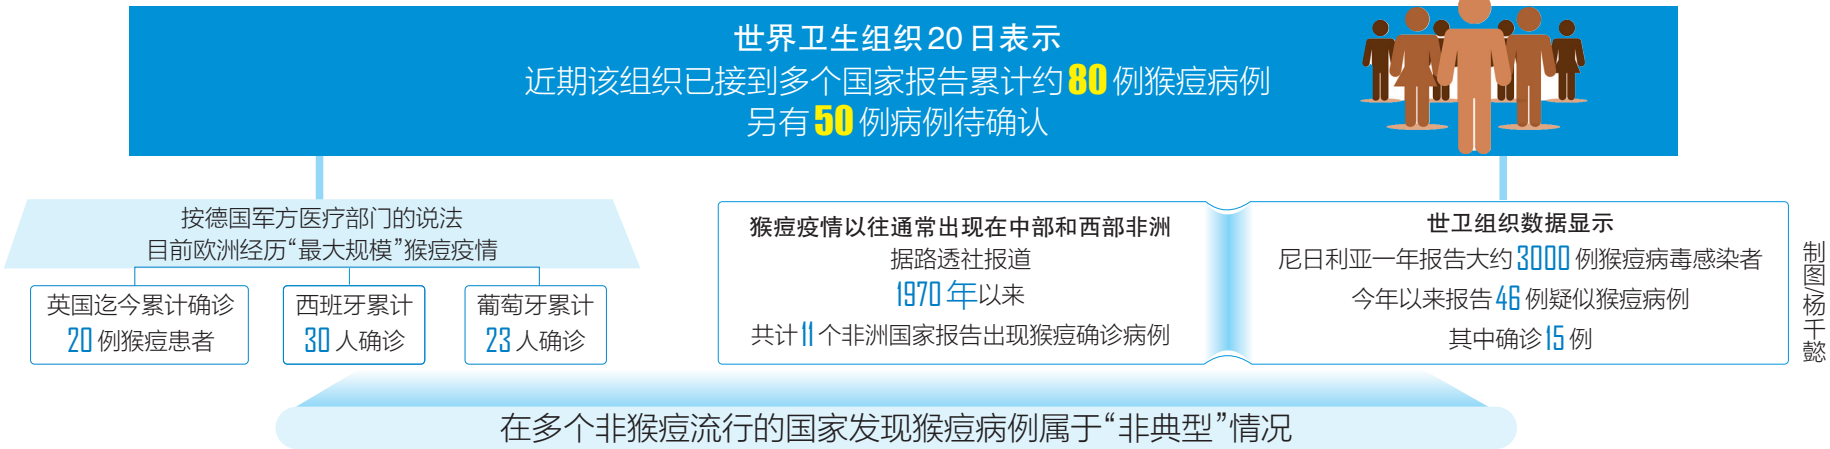 世界卫生组织20日表示
近期该组织已接到多个国家报告累计约80例猴痘病例
另有50例病例待确认
按德国军方医疗部门的说法
目前欧洲经历“最大规模”猴痘疫情
英国迄今累计确诊
20例猴痘患者
西班牙累计
30人确诊
葡萄牙累计
23人确诊
猴痘疫情以往通常出现在中部和西部非洲
据路透社报道
1970年以来
共计11个非洲国家报告出现猴痘确诊病例
世卫组织数据显示
尼日利亚一年报告大约3000例猴痘病毒感染者
今年以来报告46例疑似猴痘病例
其中确诊15例
制图/杨千懿
在多个非猴痘流行的国家发现猴痘病例属于“非典型”情况